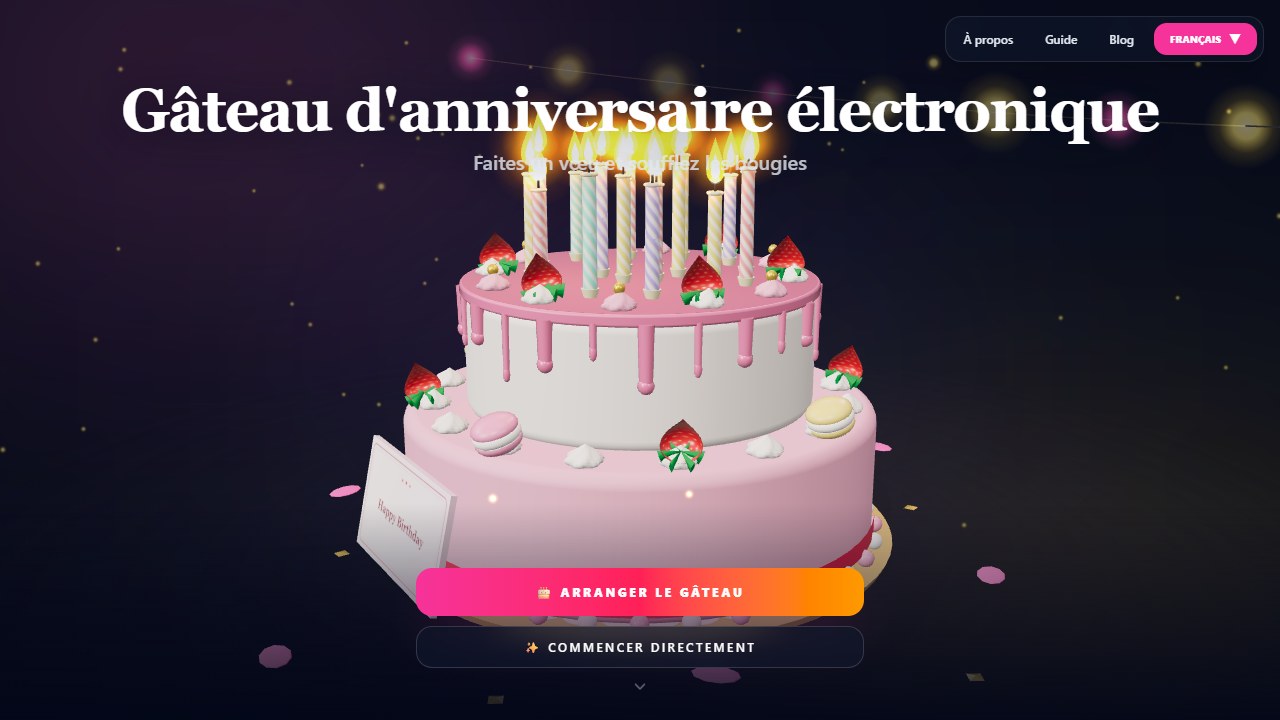 À propos
Guide
Blog
FRANÇAIS ▼
Gâteau d'anniversaire électronique
Faites un vœu et soufflez les bougies
Happy Birthday
🎂 ARRANGER LE GÂTEAU
✨ COMMENCER DIRECTEMENT